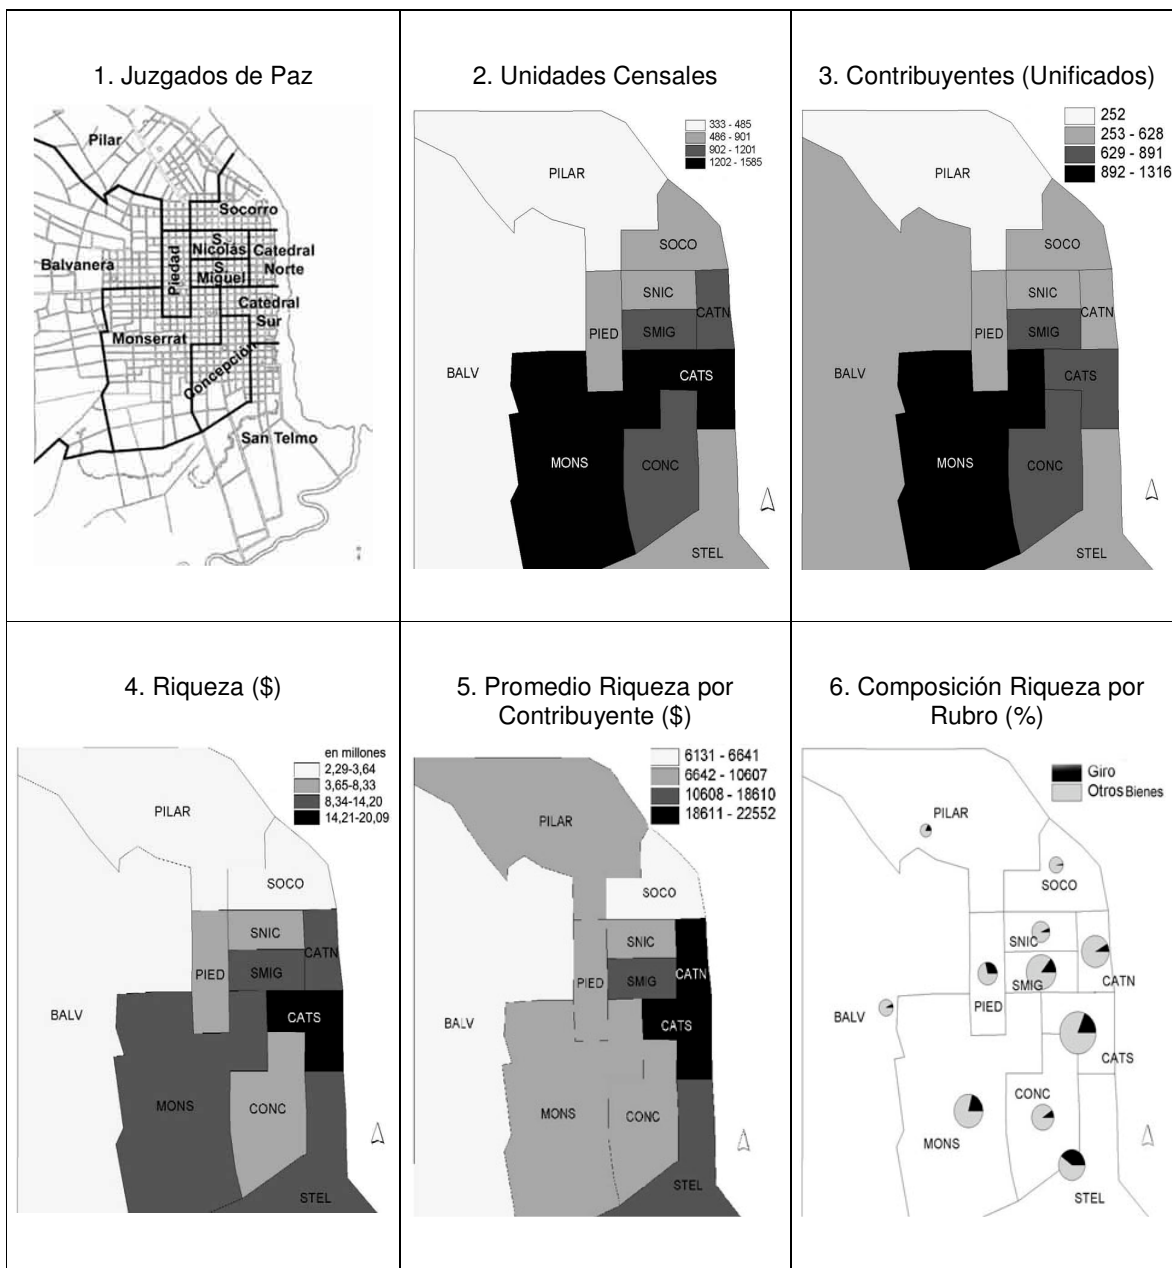 1. Juzgados de Paz
Pilar
Socorro
S.
Nicolás
Catedral
Norte
Balvanera
Piedad
S.
Miguel
Catedral
Sur
Monserrat
Concepción
San Telmo
2. Unidades Censales
333 - 485
486 - 901
902 - 1201
1202 - 1585
PILAR
SOCO
SNIC
CATN
PIED
SMIG
BALV
CATS
MONS
CONC
STEL
3. Contribuyentes (Unificados)
252
253 - 628
629 - 891
892 - 1316
PILAR
SOCO
SNIC
CATN
PIED
SMIG
BALV
CATS
MONS
CONC
STEL
4. Riqueza ($)
en millones
2,29-3,64
3,65-8,33
8,34-14,20
14,21-20,09
PILAR
SOCO
SNIC
CATN
PIED
SMIG
BALV
CATS
MONS
CONC
STEL
5. Promedio Riqueza por
Contribuyente ($)
6131 - 6641
6642 - 10607
10608 - 18610
18611 - 22552
PILAR
SOCO
SNIC
CATN
PIED
SMIG
BALV
CATS
MONS
CONC
STEL
6. Composición Riqueza por
Rubro (%)
Giro
Otros Bienes
PILAR
SOCO
SNIC
CATN
SMIG
PIED
BALV
CATS
CONC
MONS
STEL